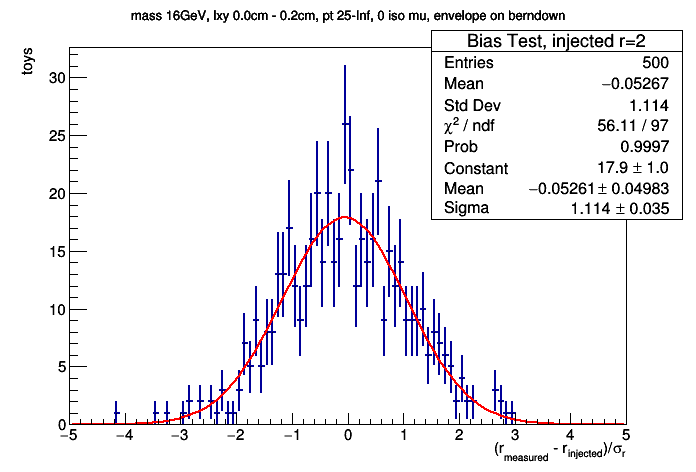 mass 16GeV, lxy 0.0cm - 0.2cm, pt 25-Inf, 0 iso mu, envelope on berndown
Bias Test, injected r=2
Entries 500
Mean −0.05267
Std Dev 1.114
χ² / ndf 56.11 / 97
Prob 0.9997
Constant 17.9 ± 1.0
Mean −0.05261 ± 0.04983
Sigma 1.114 ± 0.035
toys
30
25
20
15
10
5
0
−5 −4 −3 −2 −1 0 1 2 3 4 5
(r_measured - r_injected)/σ_r